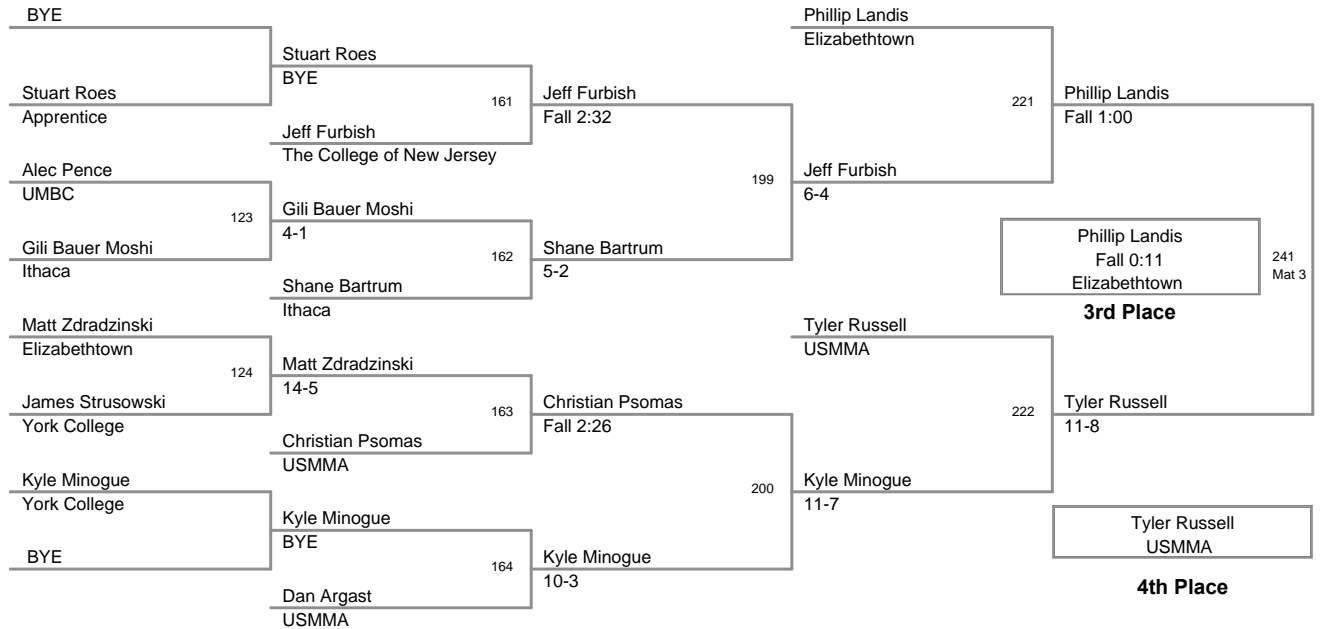 BYE
Stuart Roes
Apprentice
Alec Pence
UMBC
123
Gili Bauer Moshi
Ithaca
Matt Zdradzinski
Elizabethtown
124
James Strusowski
York College
Kyle Minogue
York College
BYE
Stuart Roes
BYE
161
Jeff Furbish
The College of New Jersey
Gili Bauer Moshi
4-1
162
Shane Bartrum
Ithaca
Matt Zdradzinski
14-5
163
Christian Psomas
USMMA
Kyle Minogue
BYE
164
Dan Argast
USMMA
Jeff Furbish
Fall 2:32
199
Shane Bartrum
5-2
Christian Psomas
Fall 2:26
200
Kyle Minogue
10-3
Phillip Landis
Elizabethtown
221
Jeff Furbish
6-4
Tyler Russell
USMMA
222
Kyle Minogue
11-7
Phillip Landis
Fall 1:00
Phillip Landis
Fall 0:11
Elizabethtown
241
Mat 3
3rd Place
Tyler Russell
11-8
Tyler Russell
USMMA
4th Place